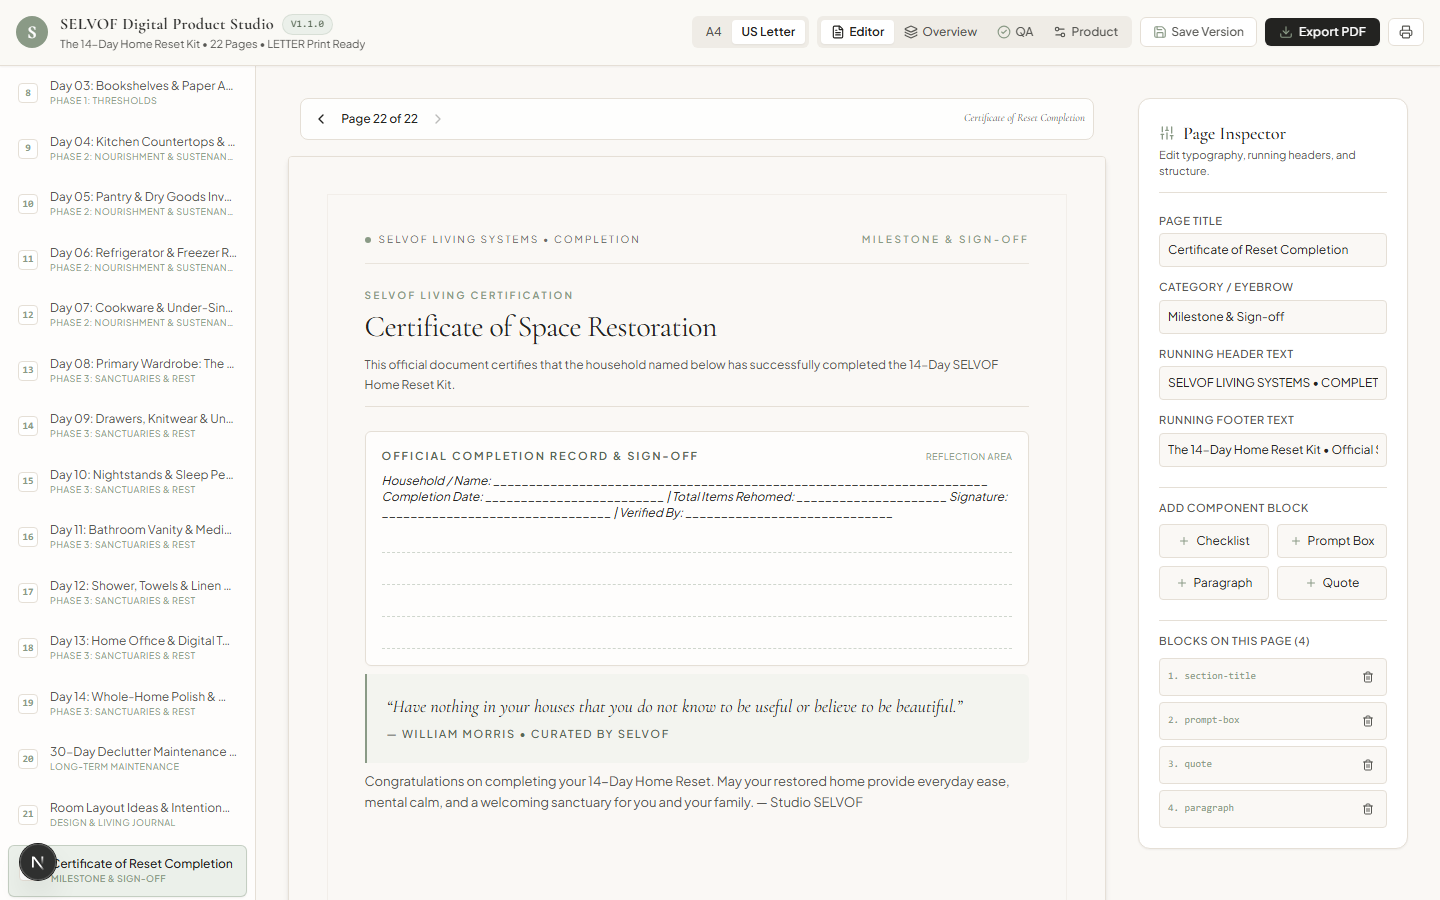 S
SELVOF Digital Product Studio
V1.1.0
The 14-Day Home Reset Kit • 22 Pages • LETTER Print Ready
A4
US Letter
Editor
Overview
QA
Product
Save Version
Export PDF
8
Day 03: Bookshelves & Paper A...
PHASE 1: THRESHOLDS
9
Day 04: Kitchen Countertops & ...
PHASE 2: NOURISHMENT & SUSTENAN...
10
Day 05: Pantry & Dry Goods Inv...
PHASE 2: NOURISHMENT & SUSTENAN...
11
Day 06: Refrigerator & Freezer R...
PHASE 2: NOURISHMENT & SUSTENAN...
12
Day 07: Cookware & Under-Sin...
PHASE 2: NOURISHMENT & SUSTENAN...
13
Day 08: Primary Wardrobe: The ...
PHASE 3: SANCTUARIES & REST
14
Day 09: Drawers, Knitwear & Un...
PHASE 3: SANCTUARIES & REST
15
Day 10: Nightstands & Sleep Pe...
PHASE 3: SANCTUARIES & REST
16
Day 11: Bathroom Vanity & Medi...
PHASE 3: SANCTUARIES & REST
17
Day 12: Shower, Towels & Linen ...
PHASE 3: SANCTUARIES & REST
18
Day 13: Home Office & Digital T...
PHASE 3: SANCTUARIES & REST
19
Day 14: Whole-Home Polish & ...
PHASE 3: SANCTUARIES & REST
20
30-Day Declutter Maintenance ...
LONG-TERM MAINTENANCE
21
Room Layout Ideas & Intention...
DESIGN & LIVING JOURNAL
N
Certificate of Reset Completion
MILESTONE & SIGN-OFF
Page 22 of 22
Certificate of Reset Completion
SELVOF LIVING SYSTEMS • COMPLETION
MILESTONE & SIGN-OFF
SELVOF LIVING CERTIFICATION
Certificate of Space Restoration
This official document certifies that the household named below has successfully completed the 14-Day SELVOF
Home Reset Kit.
OFFICIAL COMPLETION RECORD & SIGN-OFF
REFLECTION AREA
Household / Name: ____________________
Completion Date: ____________________ | Total Items Rehomed: ____________________ Signature:
____________________ | Verified By: ____________________
“Have nothing in your houses that you do not know to be useful or believe to be beautiful.”
— WILLIAM MORRIS • CURATED BY SELVOF
Congratulations on completing your 14-Day Home Reset. May your restored home provide everyday ease,
mental calm, and a welcoming sanctuary for you and your family. — Studio SELVOF
Page Inspector
Edit typography, running headers, and
structure.
PAGE TITLE
Certificate of Reset Completion
CATEGORY / EYEBROW
Milestone & Sign-off
RUNNING HEADER TEXT
SELVOF LIVING SYSTEMS • COMPLET
RUNNING FOOTER TEXT
The 14-Day Home Reset Kit • Official S
ADD COMPONENT BLOCK
+ Checklist
+ Prompt Box
+ Paragraph
+ Quote
BLOCKS ON THIS PAGE (4)
1. section-title
2. prompt-box
3. quote
4. paragraph